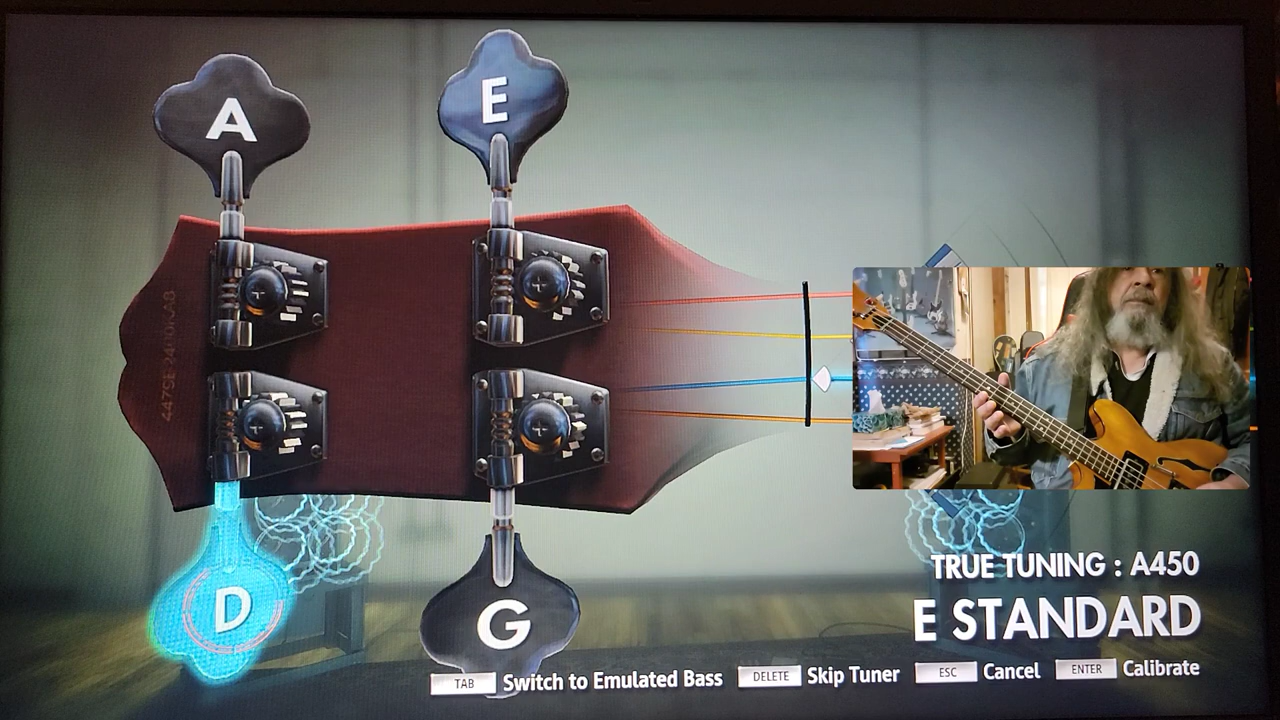 A
E
D
G
TRUE TUNING : A450
E STANDARD
TAB Switch to Emulated Bass DELETE Skip Tuner ESC Cancel ENTER Calibrate